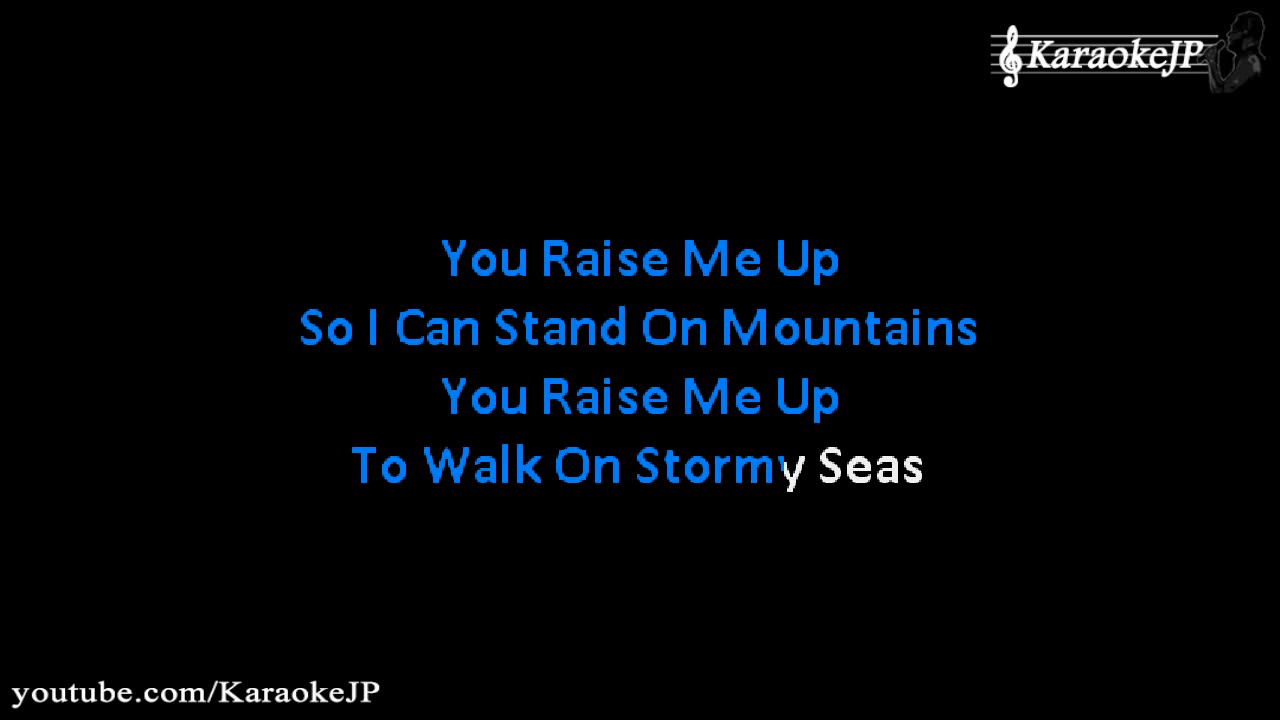 KaraokeJP
You Raise Me Up
So I Can Stand On Mountains
You Raise Me Up
To Walk On Stormy Seas
youtube.com/KaraokeJP